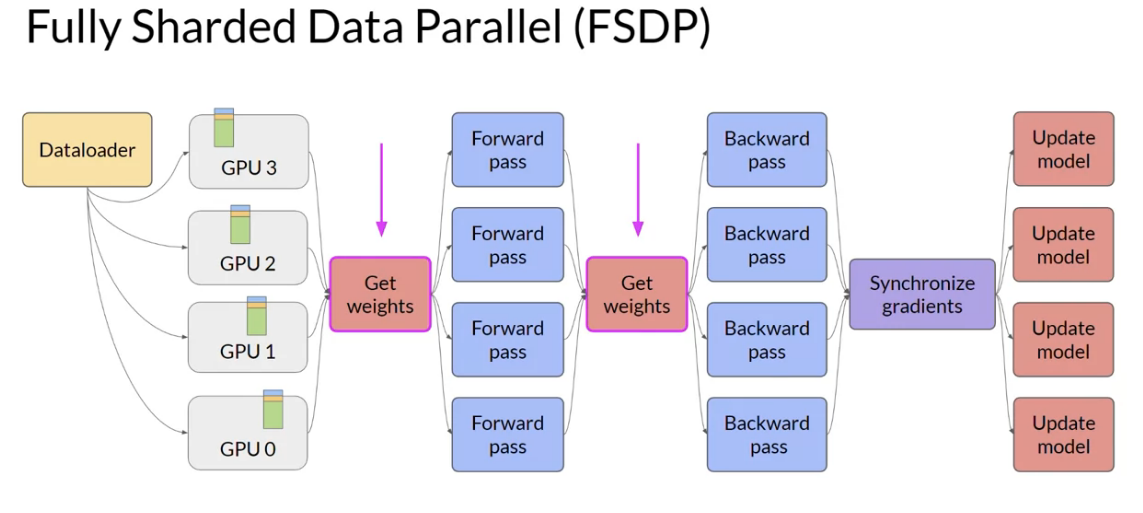 Fully Sharded Data Parallel (FSDP)
Dataloader
GPU 3
GPU 2
GPU 1
GPU 0
Get
weights
Forward
pass
Forward
pass
Forward
pass
Forward
pass
Get
weights
Backward
pass
Backward
pass
Backward
pass
Backward
pass
Synchronize
gradients
Update
model
Update
model
Update
model
Update
model